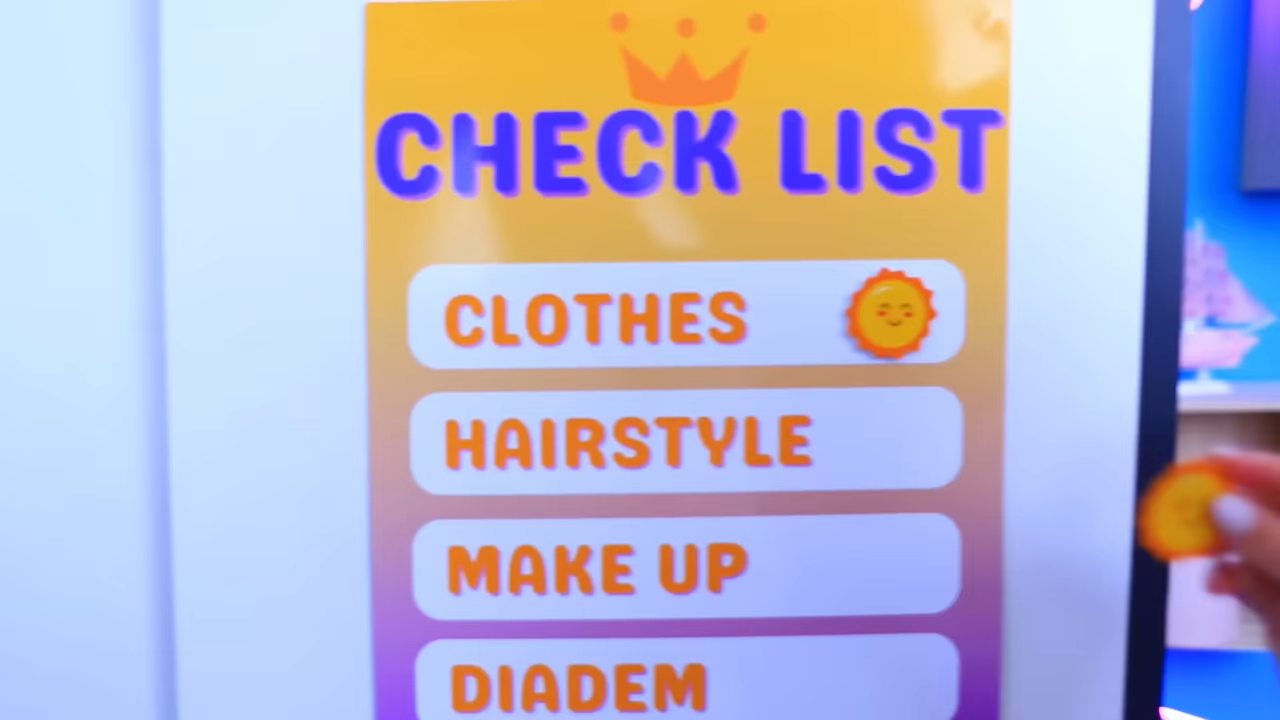 CHECK LIST
CLOTHES
HAIRSTYLE
MAKE UP
DIADEM